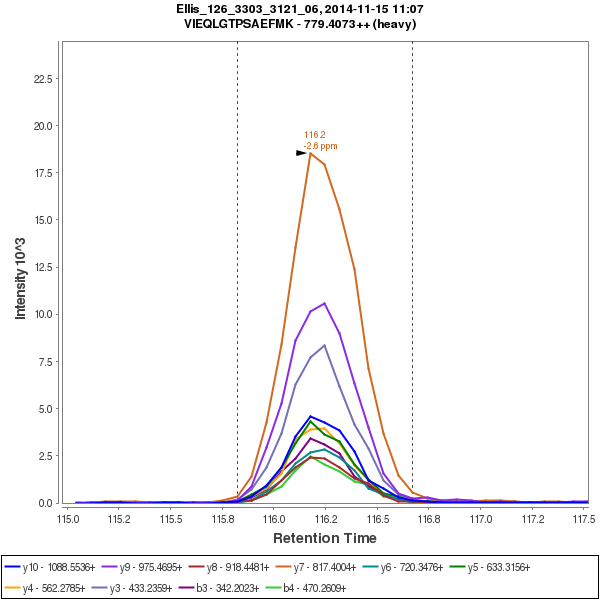 Ellis_126_3303_3121_06, 2014-11-15 11:07
VIEQLGTPSAEFMK - 779.4073++ (heavy)
22.5
20.0
17.5
15.0
12.5
10.0
7.5
5.0
2.5
0.0
Intensity 10^3
116.2
-2.6 ppm
115.0 115.2 115.5 115.8 116.0 116.2 116.5 116.8 117.0 117.2 117.5
Retention Time
y10 - 1088.5536+ y9 - 975.4695+ y8 - 918.4481+ y7 - 817.4004+ y6 - 720.3476+ y5 - 633.3156+
y4 - 562.2785+ y3 - 433.2359+ b3 - 342.2023+ b4 - 470.2609+